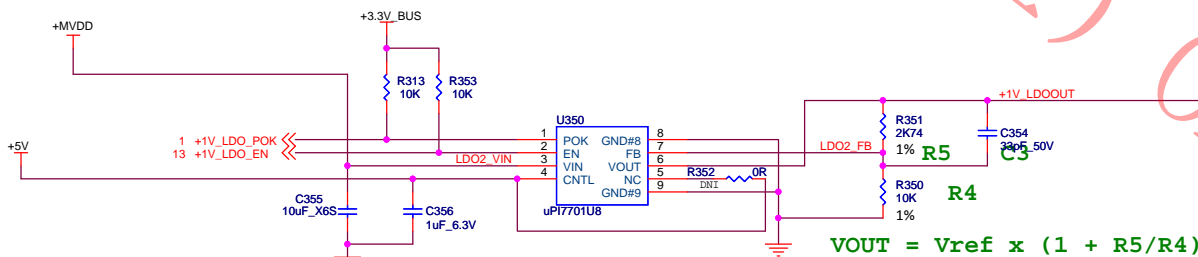 +3.3V_BUS
+MVDD
R313
10K
R353
10K
+1V_LDOOUT
U350
R351
2K74
1%
R5
C354
33pF_50V
C3
1 +1V_LDO_POK
13 +1V_LDO_EN
+5V
LDO2_VIN
1 POK GND#8 8
2 EN FB 7
3 VIN VOUT 6
4 CNTL NC 5
GND#9 9
LDO2_FB
R352 0R
DNI
R350
10K
1%
R4
C355
10uF_X6S
C356
1uF_6.3V
uPI7701U8
VOUT = Vref x (1 + R5/R4)